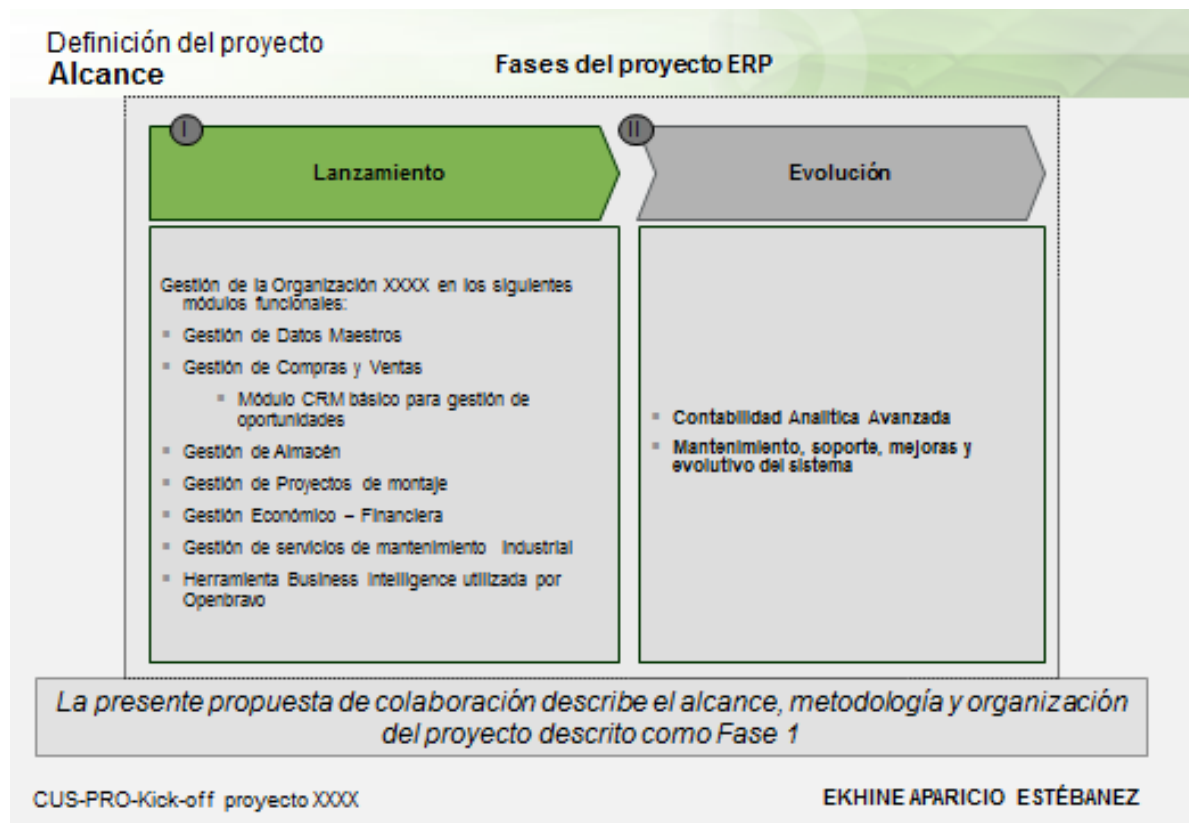 Definición del proyecto
Alcance
Fases del proyecto ERP
I
Lanzamiento
II
Evolución
Gestión de la Organización XXXX en los siguientes
módulos funcionales:
Gestión de Datos Maestros
Gestión de Compras y Ventas
Módulo CRM básico para gestión de
oportunidades
Gestión de Almacén
Gestión de Proyectos de montaje
Gestión Económico – Financiera
Gestión de servicios de mantenimiento industrial
Herramienta Business Intelligence utilizada por
Openbravo
Contabilidad Analítica Avanzada
Mantenimiento, soporte, mejoras y
evolutivo del sistema
La presente propuesta de colaboración describe el alcance, metodología y organización
del proyecto descrito como Fase 1
CUS-PRO-Kick-off proyecto XXXX
EKHINE APARICIO ESTÉBANEZ